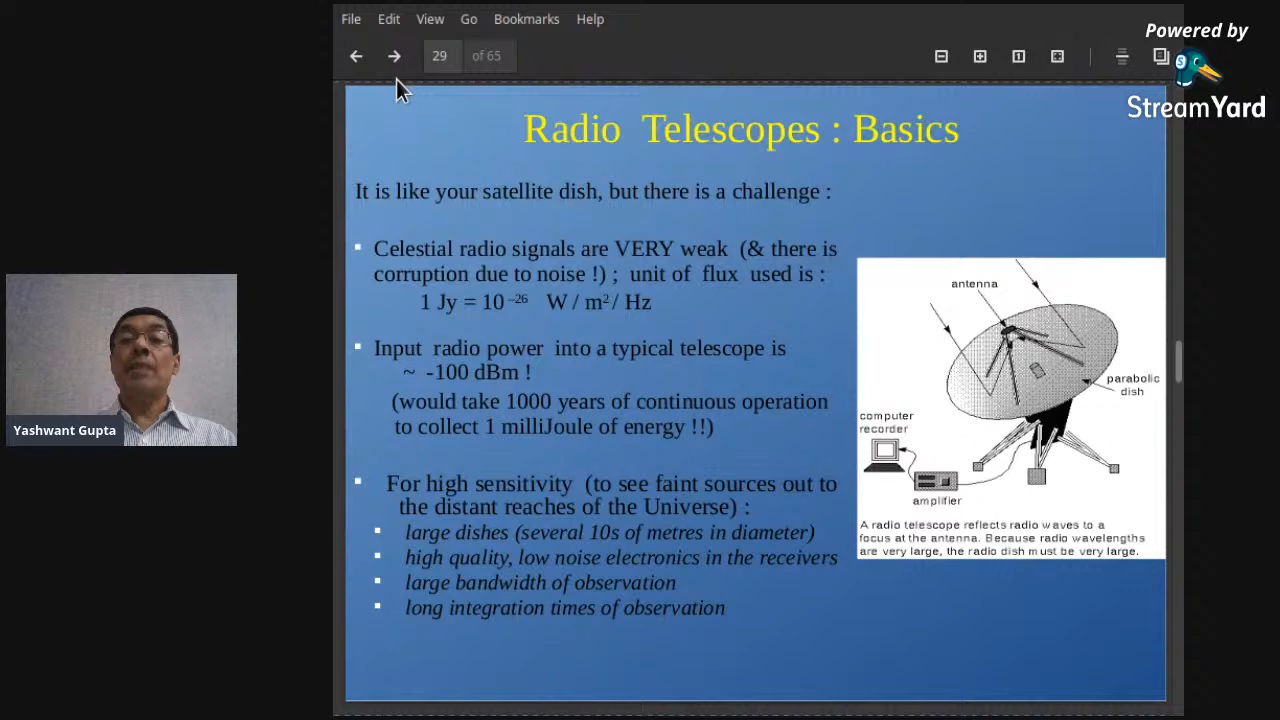 File Edit View Go Bookmarks Help
29 of 65
Powered by
StreamYard
Radio Telescopes : Basics
It is like your satellite dish, but there is a challenge :
▪ Celestial radio signals are VERY weak (& there is
corruption due to noise !) ; unit of flux used is :
1 Jy = 10 ⁻²⁶ W / m² / Hz
▪ Input radio power into a typical telescope is
~ -100 dBm !
(would take 1000 years of continuous operation
to collect 1 milliJoule of energy !!)
▪ For high sensitivity (to see faint sources out to
the distant reaches of the Universe) :
▪ large dishes (several 10s of metres in diameter)
▪ high quality, low noise electronics in the receivers
▪ large bandwidth of observation
▪ long integration times of observation
antenna
parabolic
dish
computer
recorder
amplifier
A radio telescope reflects radio waves to a
focus at the antenna. Because radio wavelengths
are very large, the radio dish must be very large.
Yashwant Gupta